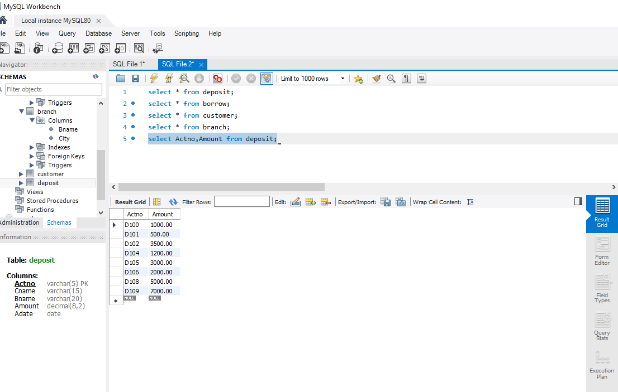 MySQL Workbench
Local instance MySQL80 ×
Edit View Query Database Server Tools Scripting Help
Navigator
SCHEMAS
Filter objects
Triggers
branch
Columns
Bname
City
Indexes
Foreign Keys
Triggers
customer
deposit
Views
Stored Procedures
Functions
Administration Schemas
Information
Table: deposit
Columns:
Actno varchar(5) PK
Cname varchar(15)
Bname varchar(20)
Amount decimal(8,2)
Adate date
SQL File 1* SQL File 2* ×
Limit to 1000 rows
1 select * from deposit;
2 select * from borrow;
3 select * from customer;
4 select * from branch;
5 select Actno,Amount from deposit;
Result Grid Filter Rows: Edit: Export/Import: Wrap Cell Content:
Actno Amount
D100 1000.00
D101 500.00
D102 3500.00
D104 1200.00
D105 3000.00
D106 2000.00
D108 5000.00
D109 7000.00
NULL NULL
Result
Grid
Form
Editor
Field
Types
Query
Stats
Execution
Plan